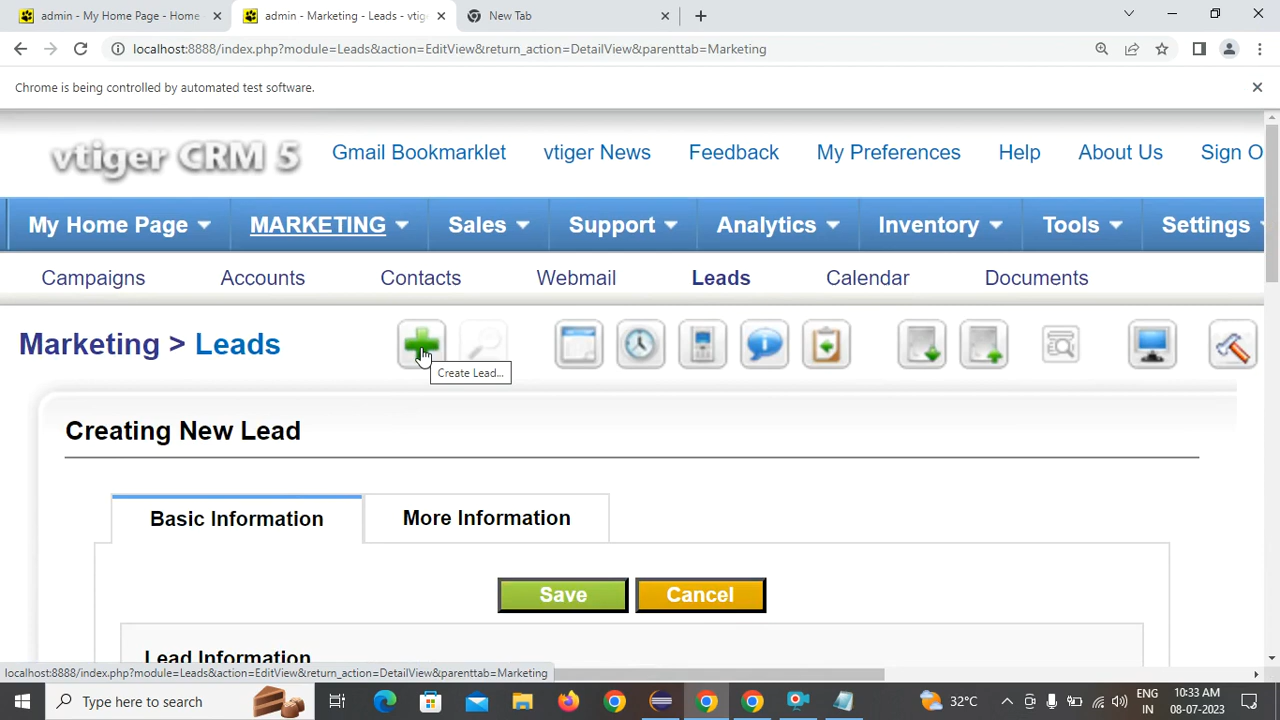 admin - My Home Page - Home -
admin - Marketing - Leads - vtige
New Tab
localhost:8888/index.php?module=Leads&action=EditView&return_action=DetailView&parenttab=Marketing
Chrome is being controlled by automated test software.
vtiger CRM 5
Gmail Bookmarklet vtiger News Feedback My Preferences Help About Us Sign O
My Home Page MARKETING Sales Support Analytics Inventory Tools Settings
Campaigns Accounts Contacts Webmail Leads Calendar Documents
Marketing > Leads
Create Lead...
Creating New Lead
Basic Information More Information
Save Cancel
Lead Information
localhost:8888/index.php?module=Leads&action=EditView&return_action=DetailView&parenttab=Marketing
Type here to search
32°C
ENG
IN
10:33 AM
08-07-2023